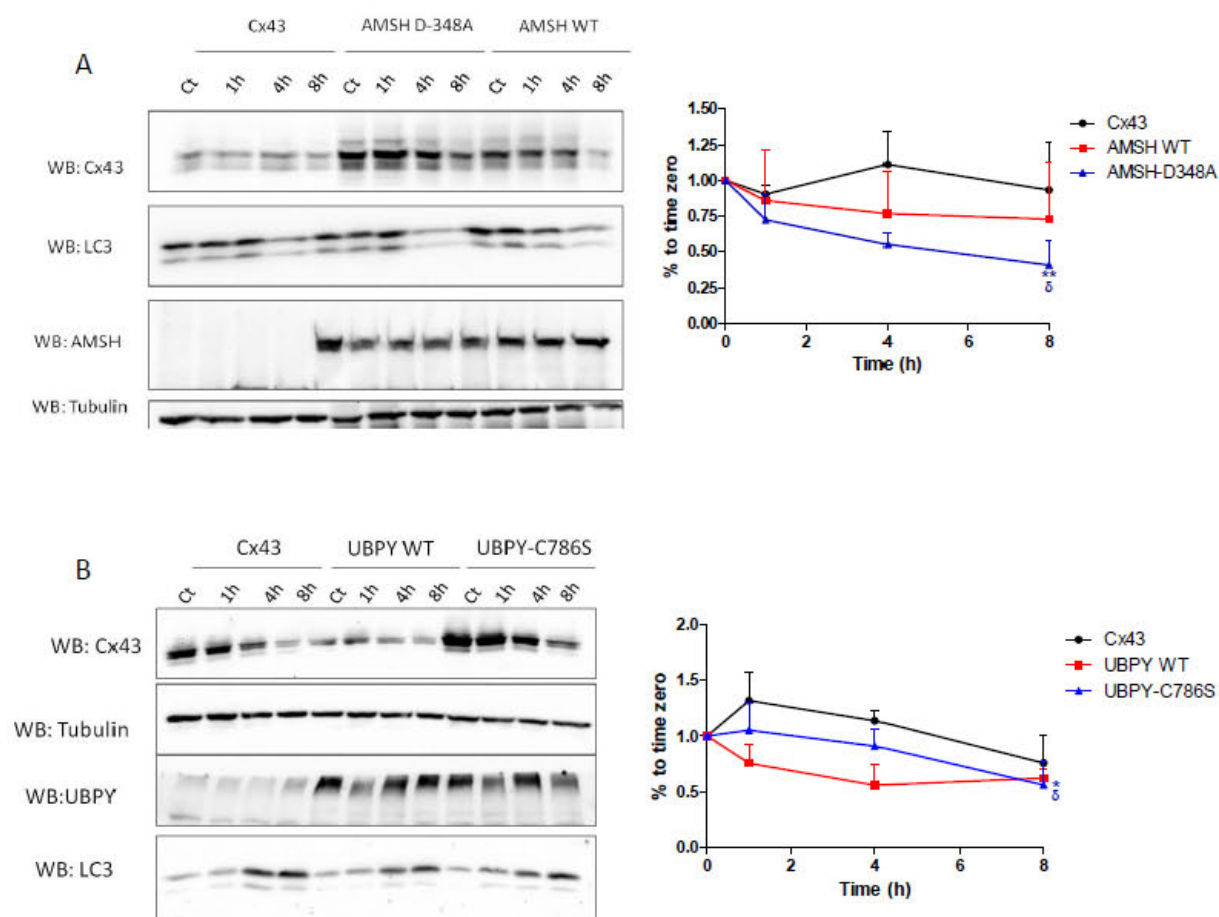 Cx43 AMSH D-348A AMSH WT
A
Ct 1h 4h 8h Ct 1h 4h 8h Ct 1h 4h 8h
WB: Cx43
WB: LC3
WB: AMSH
WB: Tubulin
1.50
1.25
1.00
0.75
0.50
0.25
0.00
% to time zero
Cx43
AMSH WT
AMSH-D348A
**
δ
0 2 4 6 8
Time (h)
B
Cx43 UBPY WT UBPY-C786S
Ct 1h 4h 8h Ct 1h 4h 8h Ct 1h 4h 8h
WB: Cx43
WB: Tubulin
WB:UBPY
WB: LC3
2.0
1.5
1.0
0.5
0.0
% to time zero
Cx43
UBPY WT
UBPY-C786S
*
δ
0 2 4 6 8
Time (h)